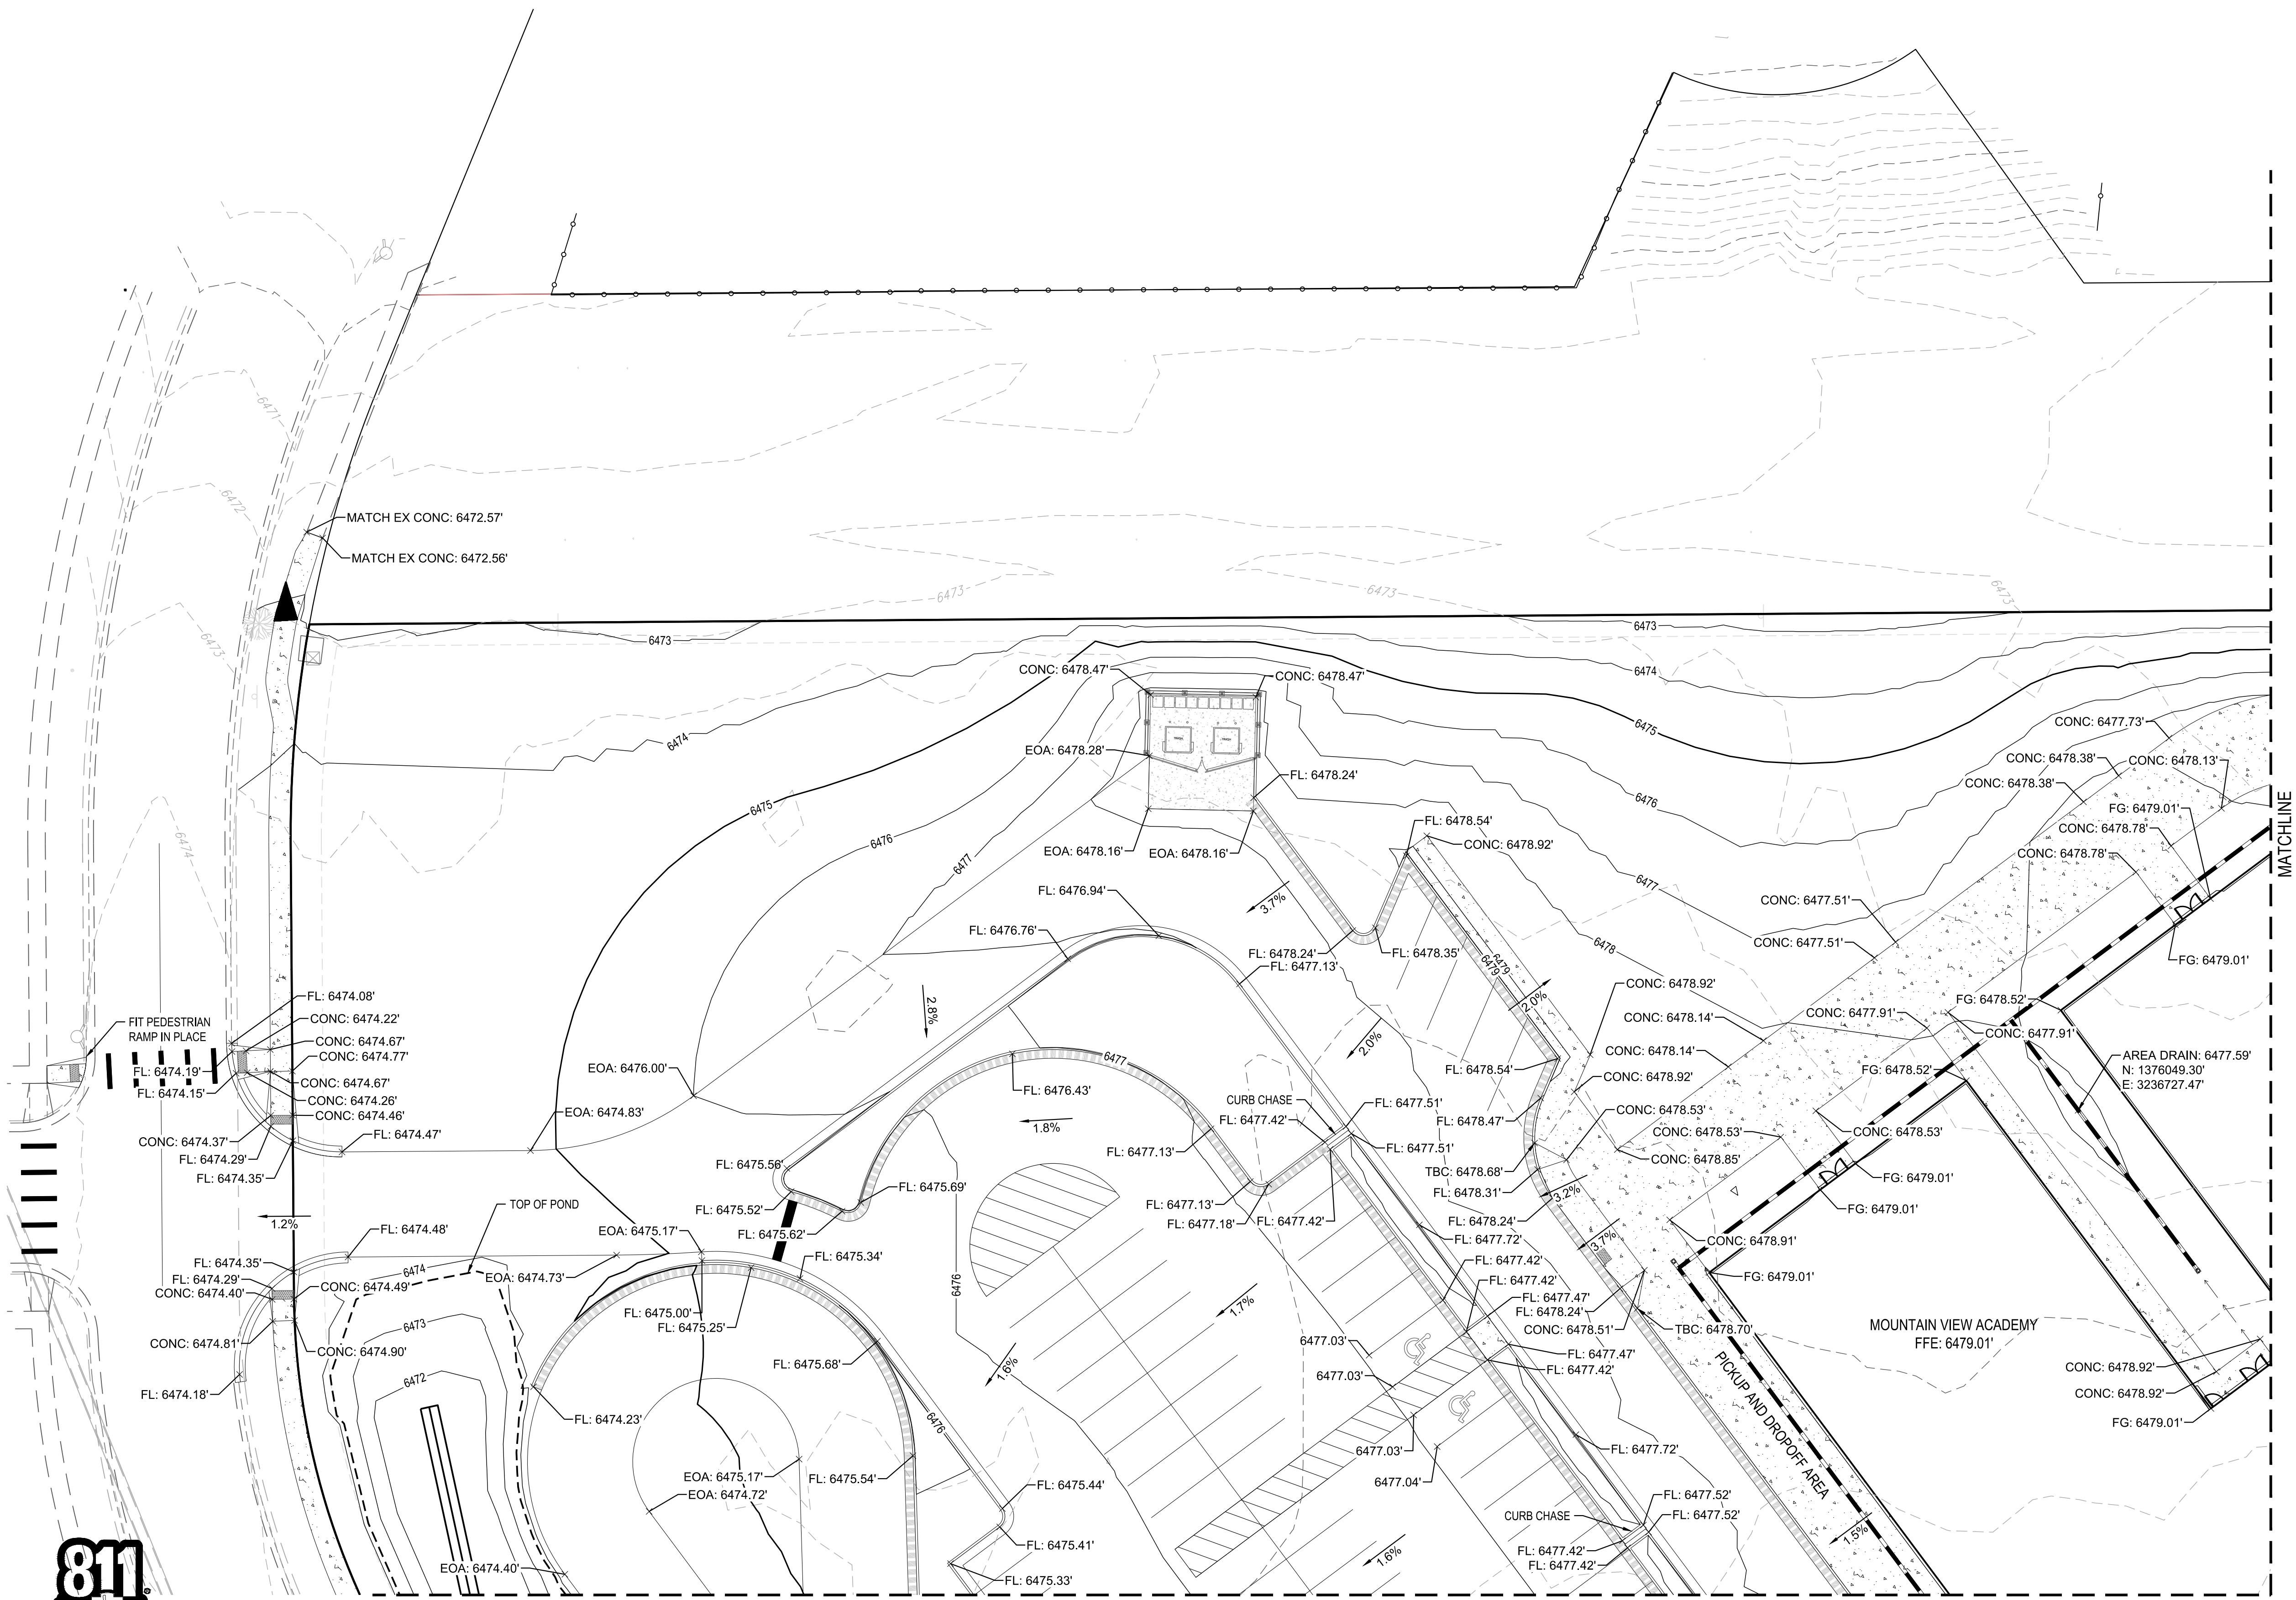 6471
6472
MATCH EX CONC: 6472.57'
MATCH EX CONC: 6472.56'
6473
6473
6473
6473
6473
6473
6474
6474
6474
CONC: 6478.47'
CONC: 6478.47'
6475
6475
EOA: 6478.28'
FL: 6478.24'
CONC: 6477.73'
CONC: 6478.38'
CONC: 6478.13'
CONC: 6478.38'
6476
6476
FG: 6479.01'
CONC: 6478.78'
CONC: 6478.78'
MATCHLINE
FL: 6478.54'
CONC: 6478.92'
EOA: 6478.16'
EOA: 6478.16'
6477
6477
FL: 6476.94'
3.7%
CONC: 6477.51'
CONC: 6477.51'
FL: 6476.76'
FL: 6478.24'
FL: 6478.35'
FL: 6477.13'
6478
6479
6479
FG: 6479.01'
CONC: 6478.92'
2.0%
2.8%
2.0%
FG: 6478.52'
CONC: 6477.91'
CONC: 6478.14'
CONC: 6477.91'
CONC: 6478.14'
FL: 6474.08'
CONC: 6474.22'
FIT PEDESTRIAN
RAMP IN PLACE
CONC: 6474.67'
CONC: 6474.77'
FL: 6474.19'
CONC: 6474.67'
FL: 6474.15'
CONC: 6474.26'
CONC: 6474.46'
CONC: 6474.37'
FL: 6474.47'
FL: 6474.29'
FL: 6474.35'
EOA: 6476.00'
EOA: 6474.83'
6477
FL: 6476.43'
1.8%
CURB CHASE
FL: 6477.42'
FL: 6477.51'
FL: 6477.51'
FL: 6477.13'
FL: 6478.54'
CONC: 6478.92'
FG: 6478.52'
AREA DRAIN: 6477.59'
N: 1376049.30'
E: 3236727.47'
FL: 6478.47'
CONC: 6478.53'
CONC: 6478.53'
CONC: 6478.53'
CONC: 6478.85'
TBC: 6478.68'
FG: 6479.01'
FL: 6478.31'
3.2%
FG: 6479.01'
FL: 6475.56'
FL: 6475.69'
FL: 6475.52'
FL: 6475.62'
FL: 6477.13'
FL: 6477.18'
FL: 6477.42'
FL: 6478.24'
3.7%
CONC: 6478.91'
1.2%
TOP OF POND
FL: 6474.48'
EOA: 6475.17'
FL: 6475.34'
FL: 6477.72'
FL: 6477.42'
FL: 6477.42'
FG: 6479.01'
FL: 6474.35'
FL: 6474.29'
CONC: 6474.40'
CONC: 6474.49'
6474
EOA: 6474.73'
FL: 6475.00'
FL: 6475.25'
6476
1.7%
FL: 6477.47'
FL: 6478.24'
CONC: 6478.51'
TBC: 6478.70'
6473
CONC: 6474.81'
CONC: 6474.90'
MOUNTAIN VIEW ACADEMY
FFE: 6479.01'
6477.03'
FL: 6477.47'
FL: 6477.42'
FL: 6475.68'
1.6%
6477.03'
6472
FL: 6474.18'
FL: 6474.23'
6476
PICKUP AND DROPOFF AREA
CONC: 6478.92'
CONC: 6478.92'
FG: 6479.01'
6477.03'
FL: 6477.72'
EOA: 6475.17'
FL: 6475.54'
6477.04'
EOA: 6474.72'
FL: 6475.44'
FL: 6477.52'
CURB CHASE
FL: 6477.52'
FL: 6475.41'
1.6%
FL: 6477.42'
FL: 6477.42'
1.5%
EOA: 6474.40'
FL: 6475.33'
811